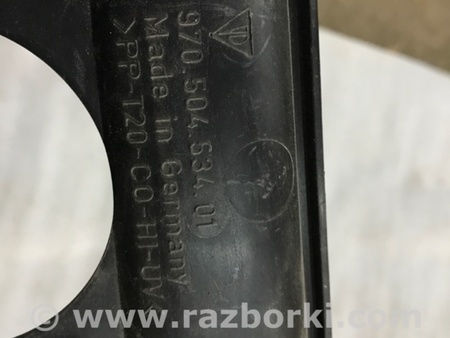 970.504.534.01
Made in Germany
>PP-T20-CO-HI-UV<
© www.razborki.com